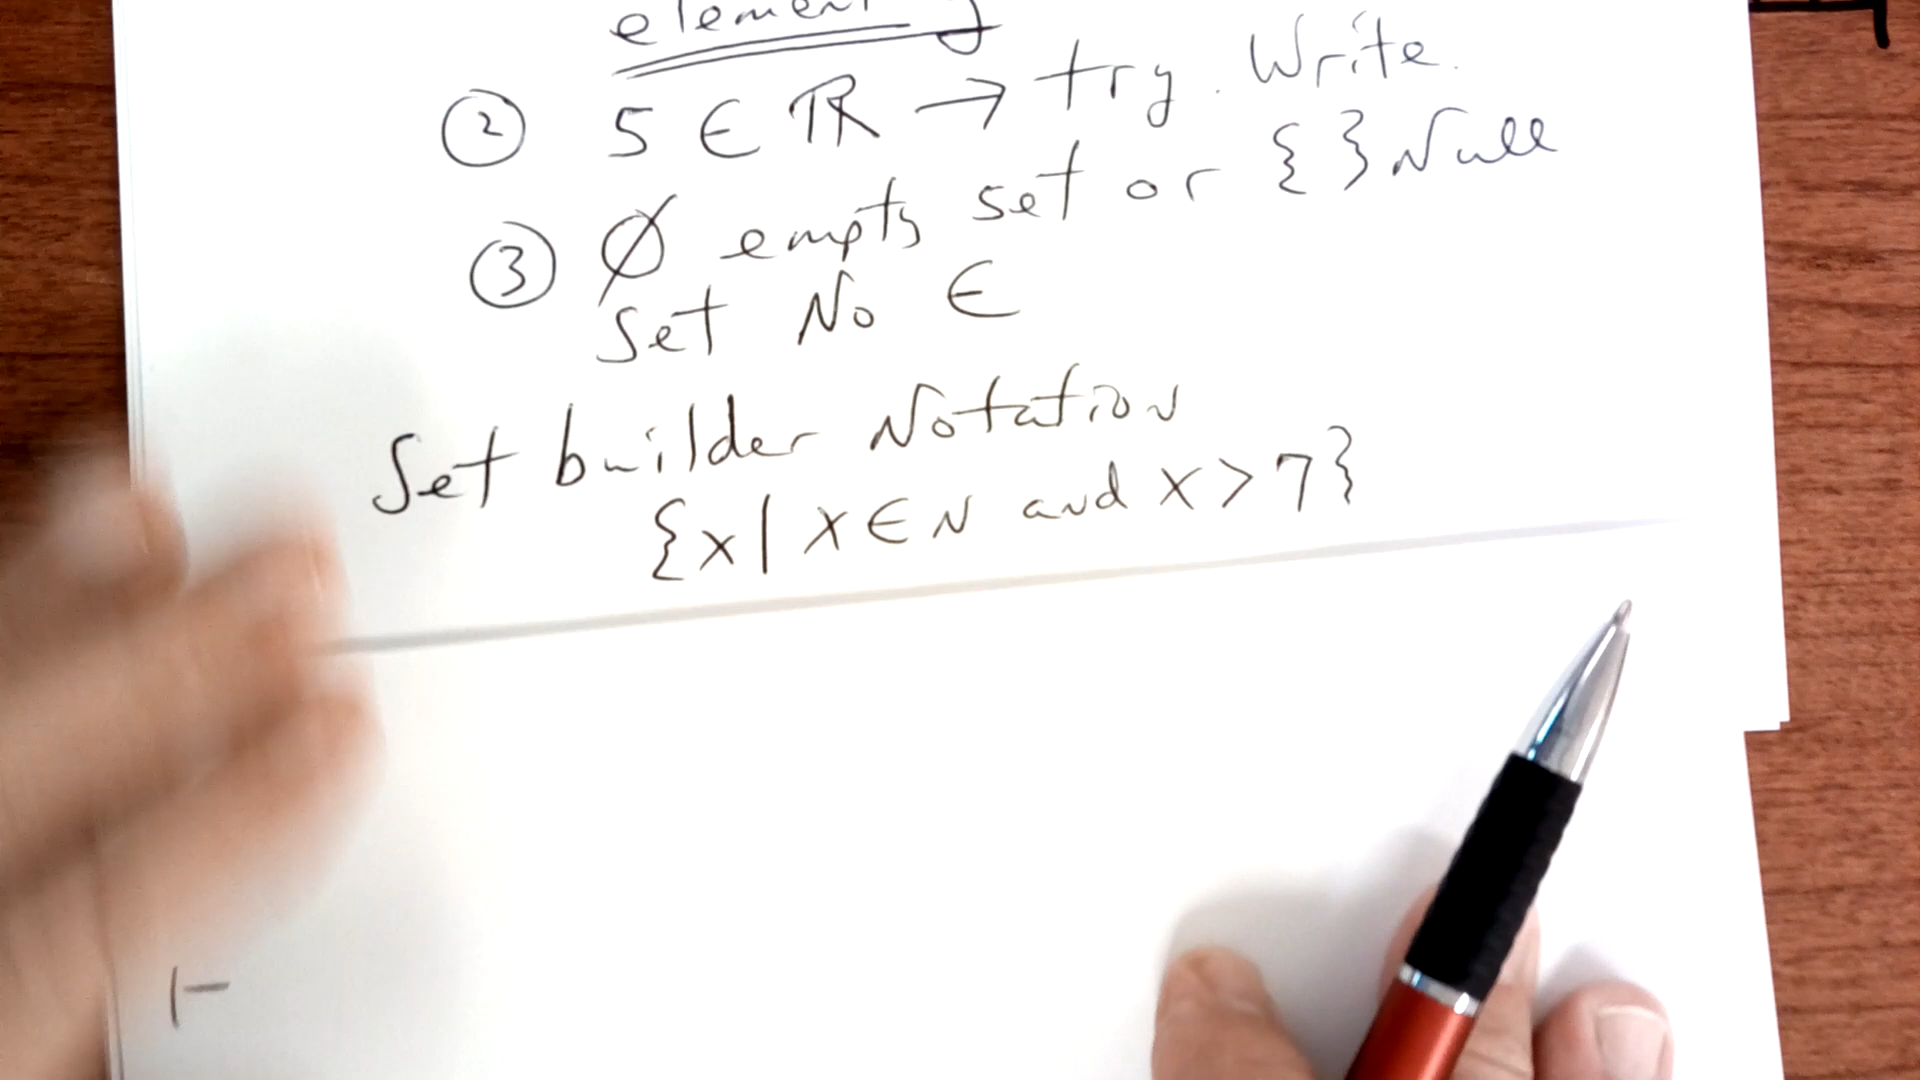 ② 5 ∈ ℝ → try. Write.
③ ∅ empty set or { } Null
Set No ∈
Set builder Notation
{x | x ∈ N and x > 7}